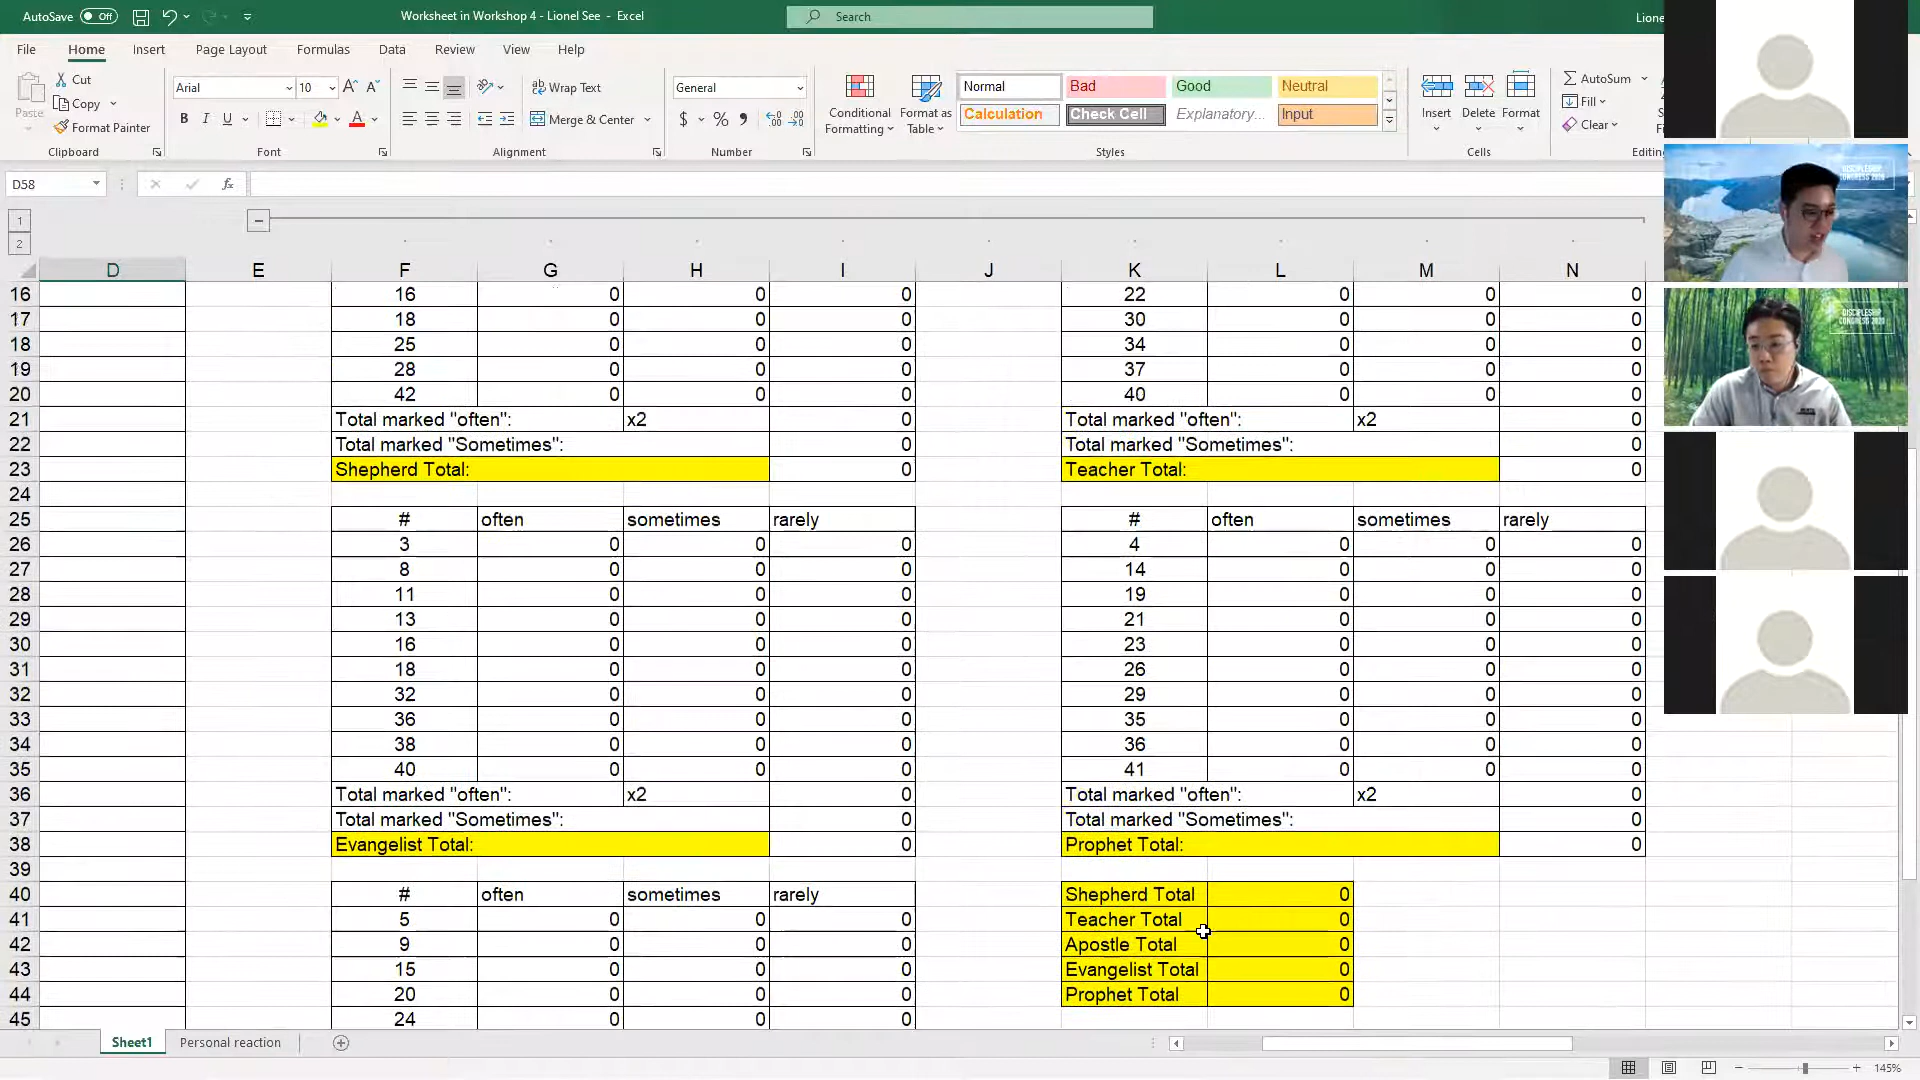 AutoSave Off Worksheet in Workshop 4 - Lionel See - Excel Search Lione
File Home Insert Page Layout Formulas Data Review View Help
Paste Cut Copy Format Painter Clipboard
Arial 10 B I U A Font
Wrap Text Merge & Center Alignment
General $ % Number
Conditional Formatting Format as Table Normal Bad Good Neutral Calculation Check Cell Explanatory... Input Styles
Insert Delete Format Cells
AutoSum Fill Clear Editing
D58 fx
1
2
D E F G H I J K L M N
16 16 0 0 0 22 0 0 0
17 18 0 0 0 30 0 0 0
18 25 0 0 0 34 0 0 0
19 28 0 0 0 37 0 0 0
20 42 0 0 0 40 0 0 0
21 Total marked "often": x2 0 Total marked "often": x2 0
22 Total marked "Sometimes": 0 Total marked "Sometimes": 0
23 Shepherd Total: 0 Teacher Total: 0
24
25 # often sometimes rarely # often sometimes rarely
26 3 0 0 0 4 0 0 0
27 8 0 0 0 14 0 0 0
28 11 0 0 0 19 0 0 0
29 13 0 0 0 21 0 0 0
30 16 0 0 0 23 0 0 0
31 18 0 0 0 26 0 0 0
32 32 0 0 0 29 0 0 0
33 36 0 0 0 35 0 0 0
34 38 0 0 0 36 0 0 0
35 40 0 0 0 41 0 0 0
36 Total marked "often": x2 0 Total marked "often": x2 0
37 Total marked "Sometimes": 0 Total marked "Sometimes": 0
38 Evangelist Total: 0 Prophet Total: 0
39
40 # often sometimes rarely Shepherd Total 0
41 5 0 0 0 Teacher Total 0
42 9 0 0 0 Apostle Total 0
43 15 0 0 0 Evangelist Total 0
44 20 0 0 0 Prophet Total 0
45 24 0 0 0
Sheet1 Personal reaction
145%
DISCIPLESHIP
CONGRESS 2020
DISCIPLESHIP
CONGRESS 2020